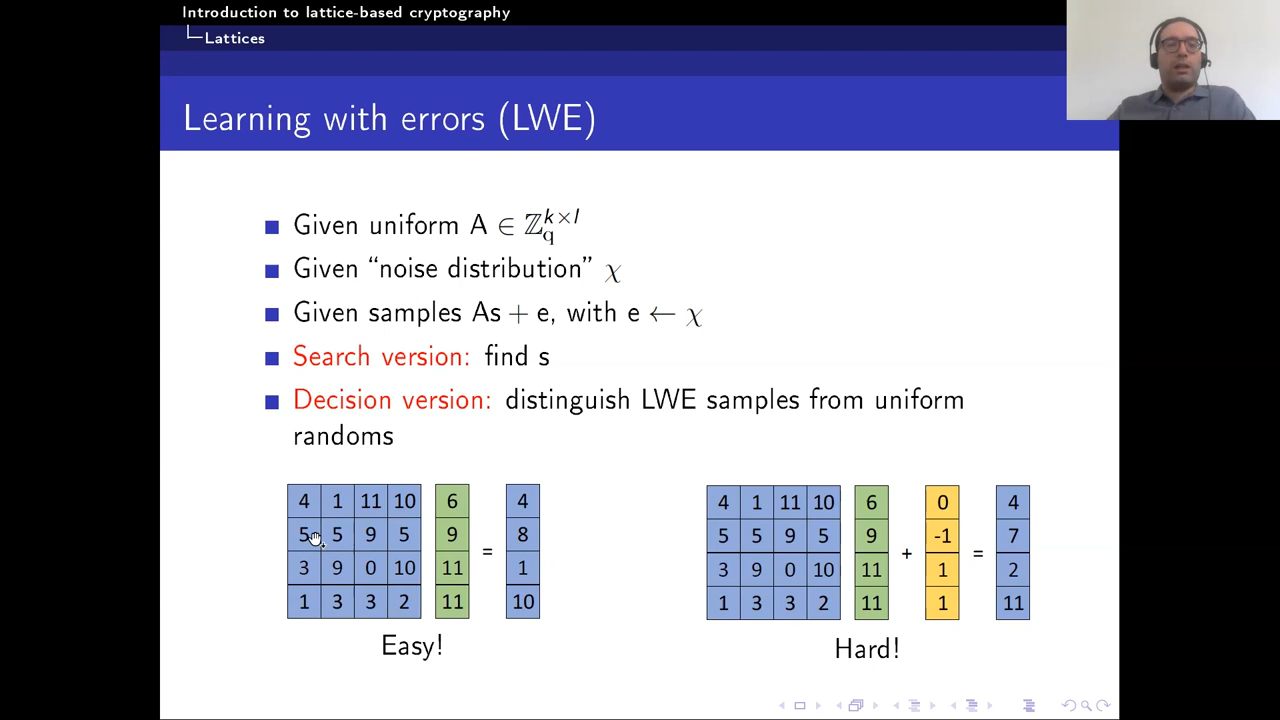 Introduction to lattice-based cryptography
Lattices
Learning with errors (LWE)
Given uniform A ∈ ℤ_q^{k×l}
Given “noise distribution” χ
Given samples As + e, with e ← χ
Search version: find s
Decision version: distinguish LWE samples from uniform
randoms
4 1 11 10 6 4
5 5 9 5 9 = 8
3 9 0 10 11 1
1 3 3 2 11 10
Easy!
4 1 11 10 6 0 4
5 5 9 5 9 + -1 = 7
3 9 0 10 11 1 2
1 3 3 2 11 1 11
Hard!